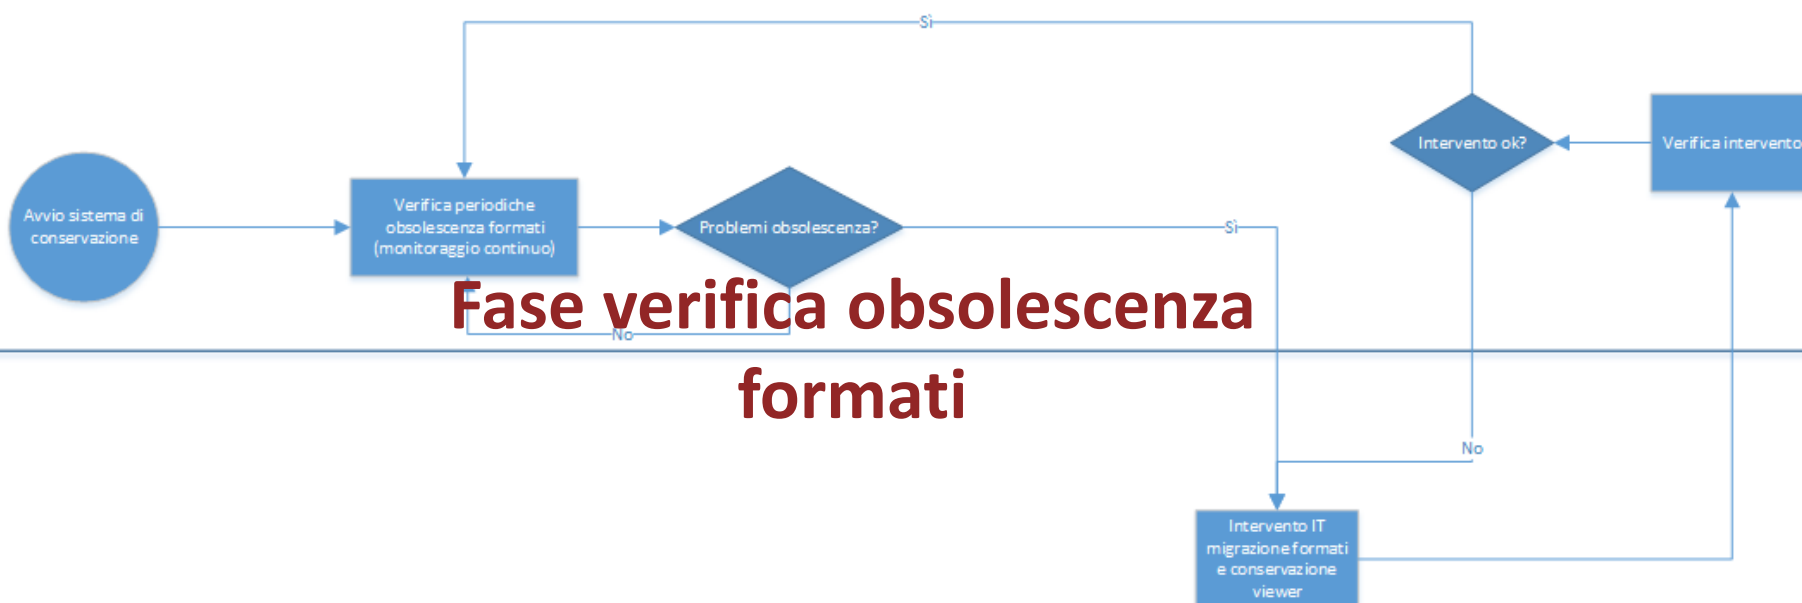 Sì
Intervento ok?
Verifica intervento
Avvio sistema di
conservazione
Verifica periodiche
obsolescenza formati
(monitoraggio continuo)
Problemi obsolescenza?
Sì
Fase verifica obsolescenza
No
formati
No
Intervento IT
migrazione formati
e conservazione
viewer